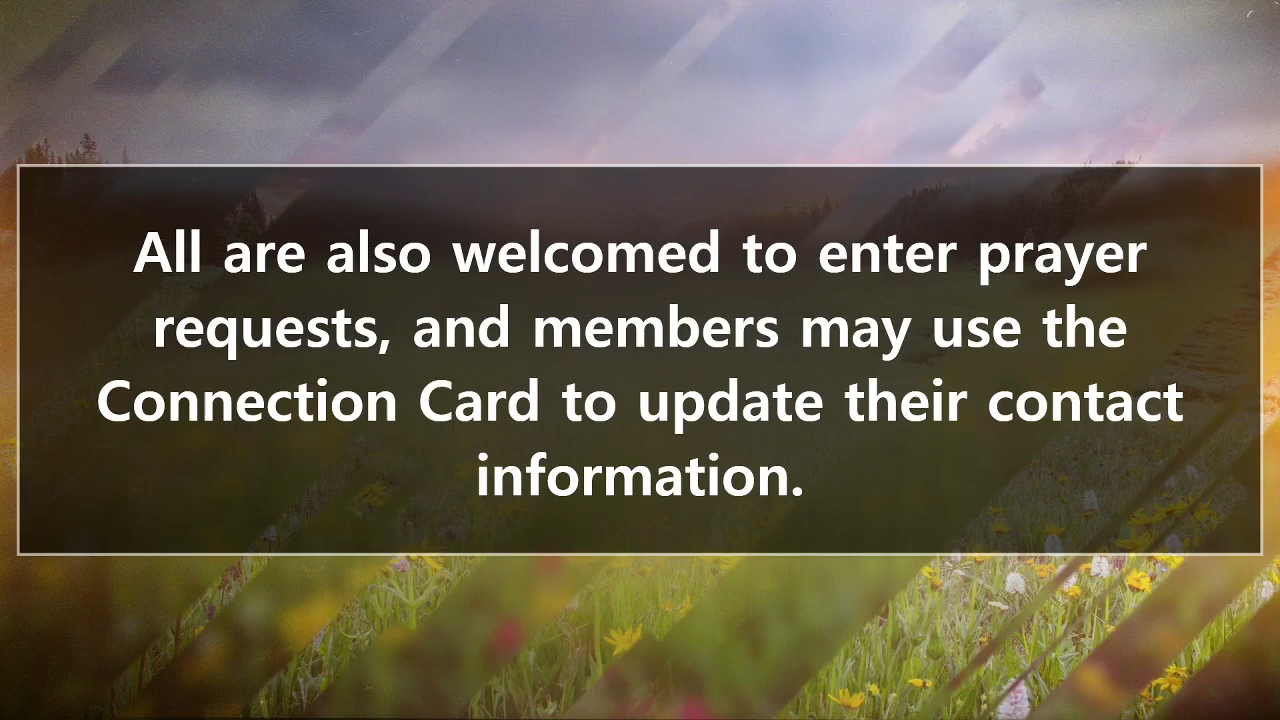 All are also welcomed to enter prayer
requests, and members may use the
Connection Card to update their contact
information.